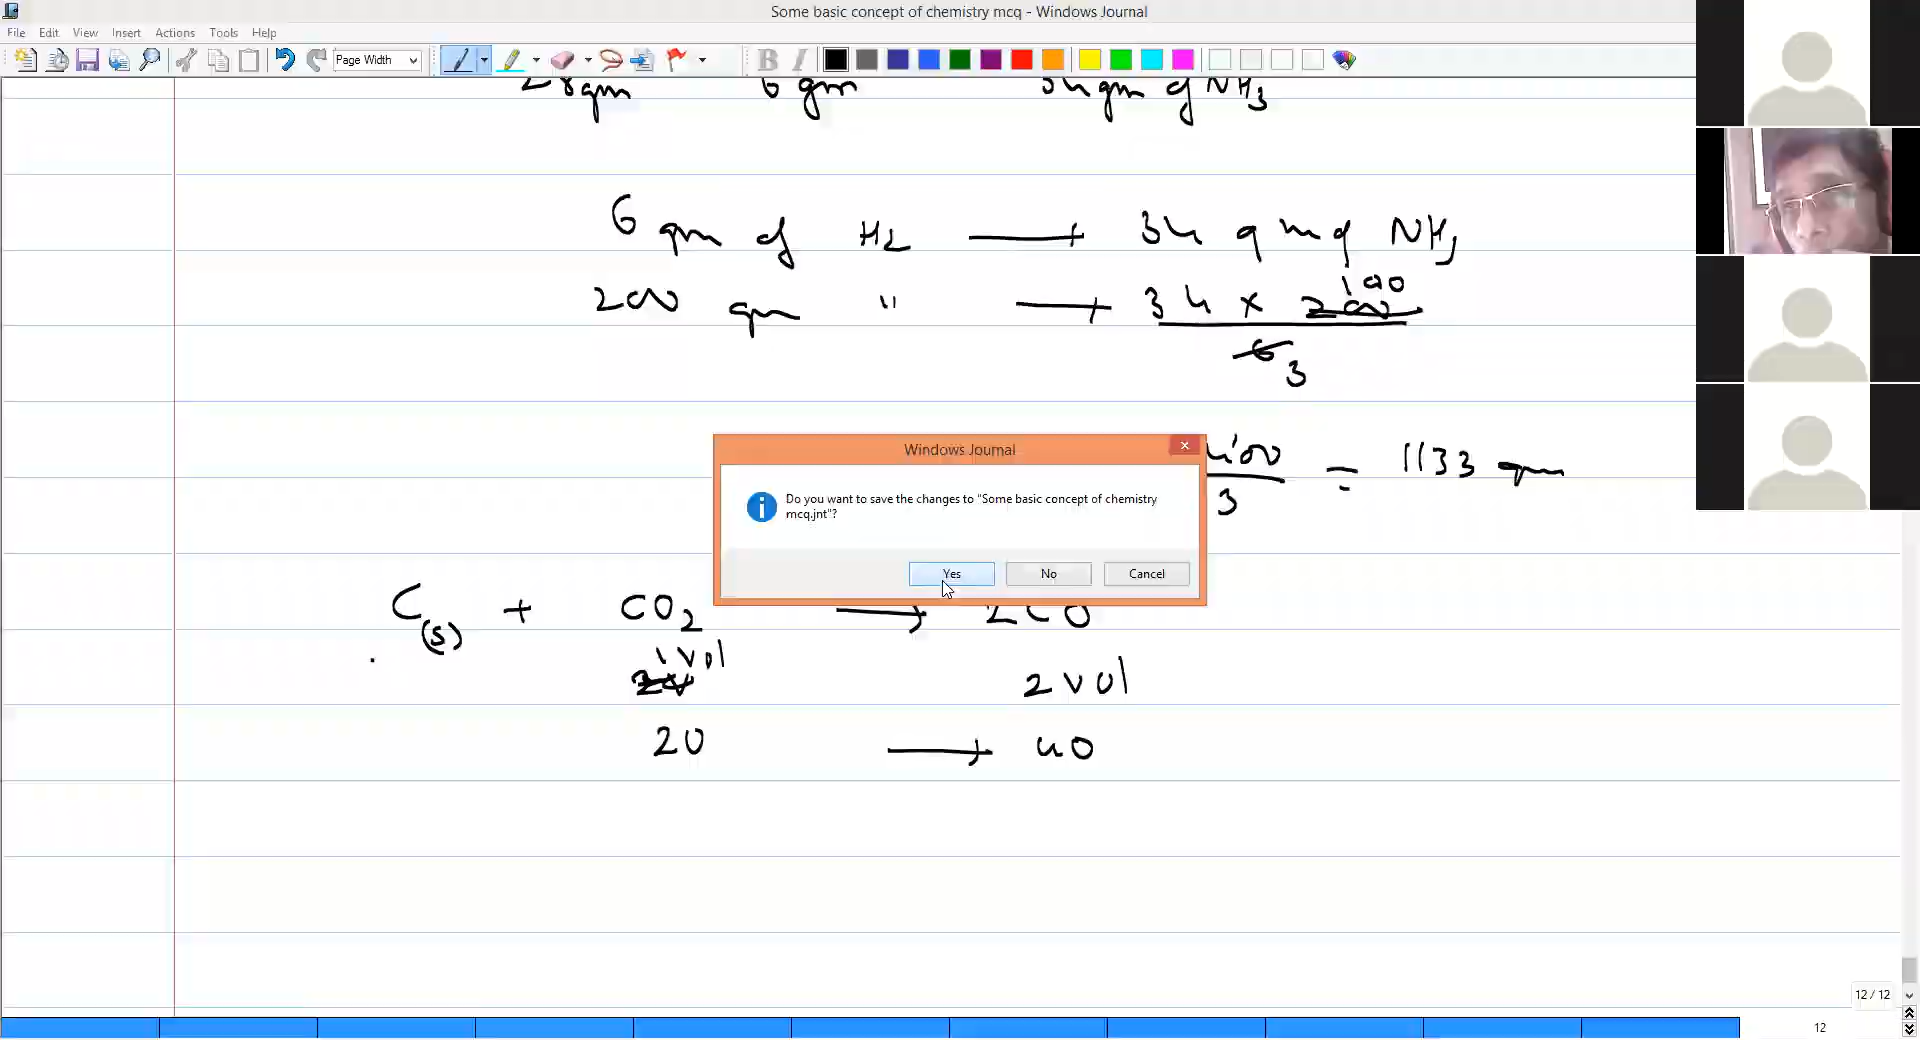 Some basic concept of chemistry mcq - Windows Journal
File Edit View Insert Actions Tools Help
Page Width
B I
28gm 6 gm 34 gm of NH3
6 gm of H2 → 34 gm of NH3
200 gm " → 34 x 200 100
6 3
Windows Journal
Do you want to save the changes to "Some basic concept of chemistry
mcq.jnt"?
Yes No Cancel
100
3 = 1133 gm
C(s) + CO2 → 2CO
1 vol
2 vol
20 → 40
12 / 12
12